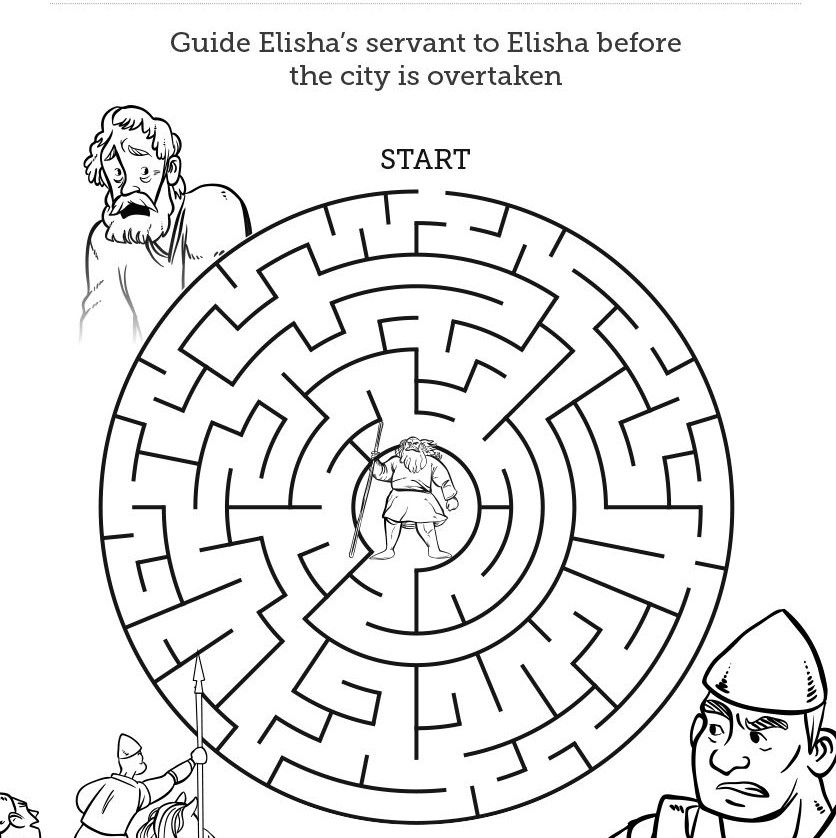 Guide Elisha’s servant to Elisha before
the city is overtaken
START